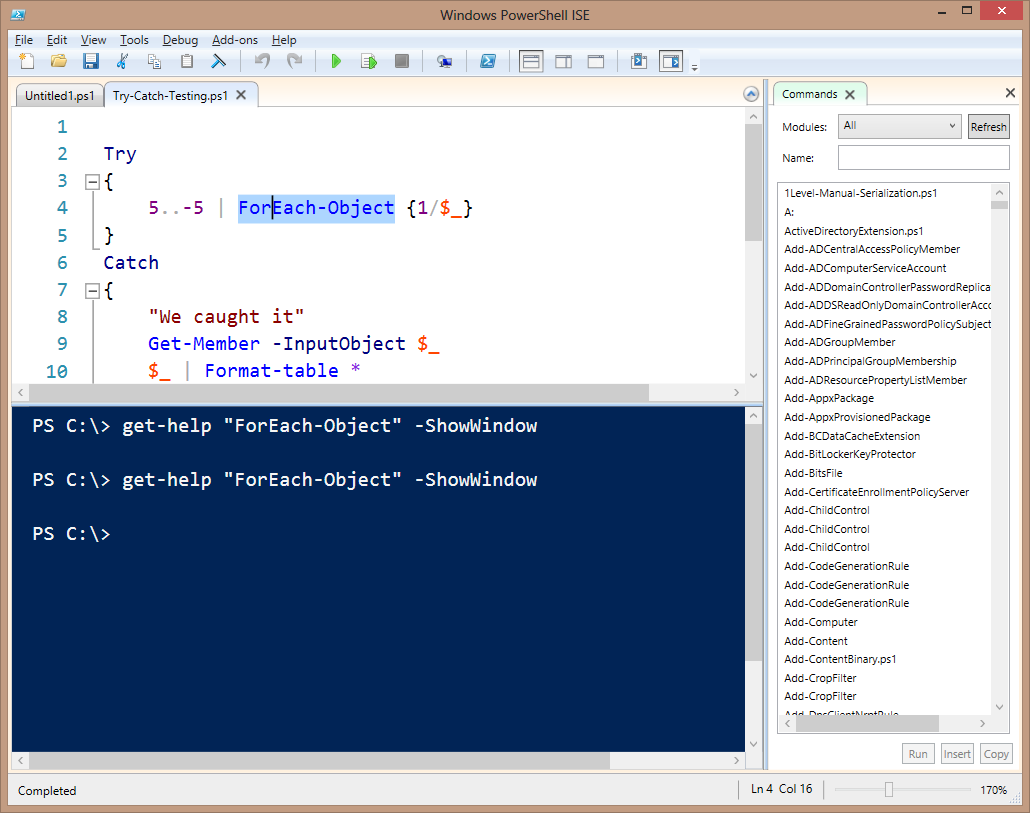 Windows PowerShell ISE
File Edit View Tools Debug Add-ons Help
Untitled1.ps1 Try-Catch-Testing.ps1
1
2 Try
3 {
4 5..-5 | ForEach-Object {1/$_}
5 }
6 Catch
7 {
8 "We caught it"
9 Get-Member -InputObject $_
10 $_ | Format-table *
PS C:\> get-help "ForEach-Object" -ShowWindow
PS C:\> get-help "ForEach-Object" -ShowWindow
PS C:\>
Commands
Modules: All Refresh
Name:
1Level-Manual-Serialization.ps1
A:
ActiveDirectoryExtension.ps1
Add-ADCentralAccessPolicyMember
Add-ADComputerServiceAccount
Add-ADDomainControllerPasswordReplica
Add-ADDSReadOnlyDomainControllerAcco
Add-ADFineGrainedPasswordPolicySubject
Add-ADGroupMember
Add-ADPrincipalGroupMembership
Add-ADResourcePropertyListMember
Add-AppxPackage
Add-AppxProvisionedPackage
Add-BCDataCacheExtension
Add-BitLockerKeyProtector
Add-BitsFile
Add-CertificateEnrollmentPolicyServer
Add-ChildControl
Add-ChildControl
Add-ChildControl
Add-CodeGenerationRule
Add-CodeGenerationRule
Add-CodeGenerationRule
Add-Computer
Add-Content
Add-ContentBinary.ps1
Add-CropFilter
Add-CropFilter
Add-DnsClientNrptRule
Run Insert Copy
Completed
Ln 4 Col 16
170%